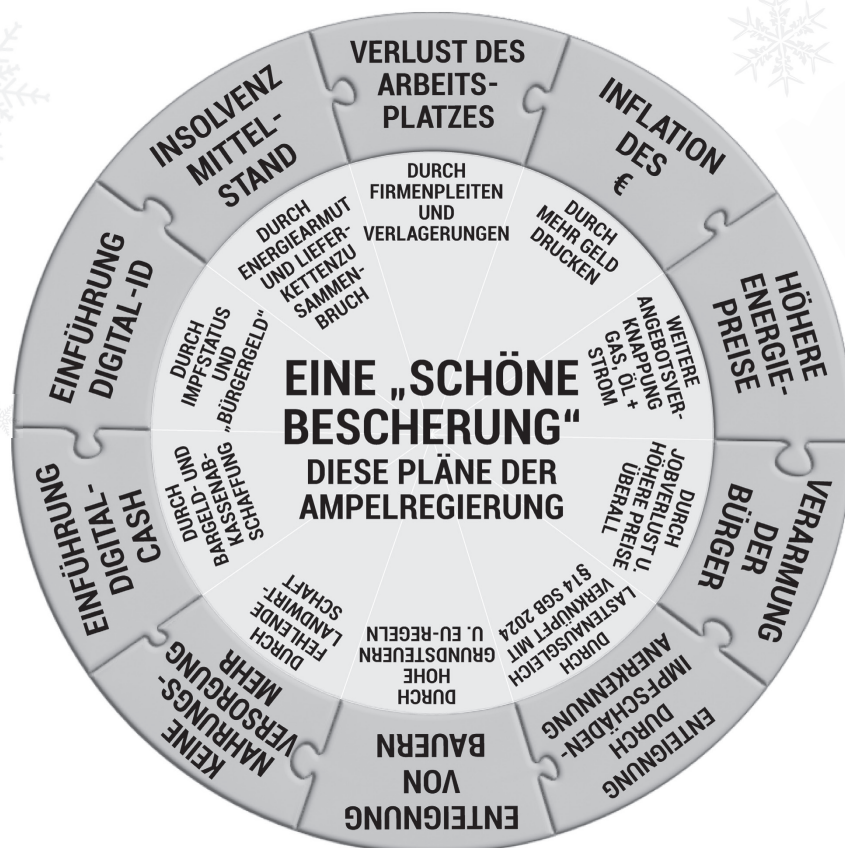 VERLUST DES
ARBEITS-
PLATZES
DURCH
FIRMENPLEITEN
UND
VERLAGERUNGEN
INFLATION
DES
€
DURCH
MEHR GELD
DRUCKEN
HÖHERE
ENERGIE-
PREISE
WEITERE
ANGEBOTSVER-
KNAPPUNG
GAS, ÖL +
STROM
VERARMUNG
DER
BÜRGER
DURCH
JOBVERLUST U.
HÖHERE PREISE
ÜBERALL
ENTEIGNUNG
DURCH
IMPFSCHÄDEN-
ANERKENNUNG
DURCH
LASTENAUSGLEICH
VERKNÜPFT MIT
§14 SGB 2024
ENTEIGNUNG
VON
BAUERN
DURCH
HOHE
GRUNDSTEUERN
U. EU-REGELN
KEINE
NAHRUNGS-
VERSORGUNG
MEHR
DURCH
FEHLENDE
LANDWIRT-
SCHAFT
EINFÜHRUNG
DIGITAL-
CASH
DURCH
BARGELD- UND
KASSENAB-
SCHAFFUNG
EINFÜHRUNG
DIGITAL-ID
DURCH
IMPFSTATUS
UND
„BÜRGERGELD“
INSOLVENZ
MITTEL-
STAND
DURCH
ENERGIEARMUT
UND LIEFER-
KETTENZU
SAMMEN-
BRUCH
EINE „SCHÖNE
BESCHERUNG“
DIESE PLÄNE DER
AMPELREGIERUNG